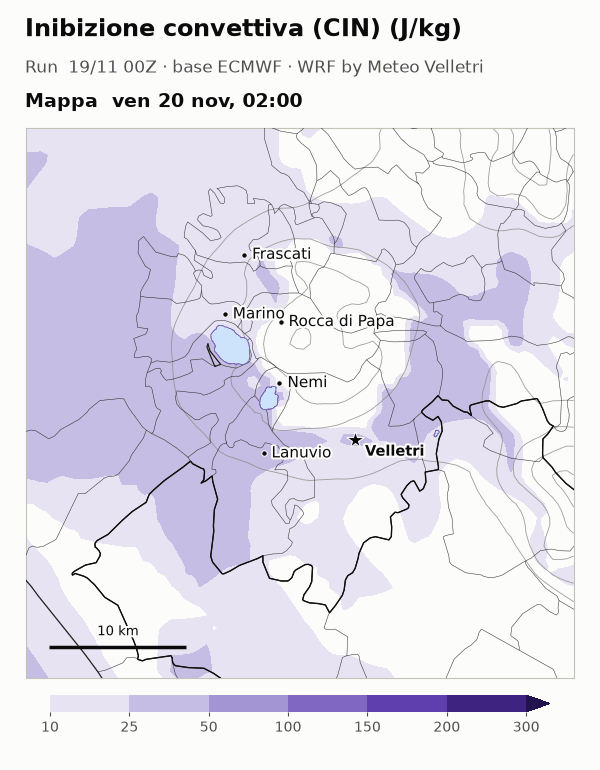 Inibizione convettiva (CIN) (J/kg)
Run 19/11 00Z · base ECMWF · WRF by Meteo Velletri
Mappa ven 20 nov, 02:00
Frascati
Marino
Rocca di Papa
Nemi
Velletri
Lanuvio
10 km
10 25 50 100 150 200 300